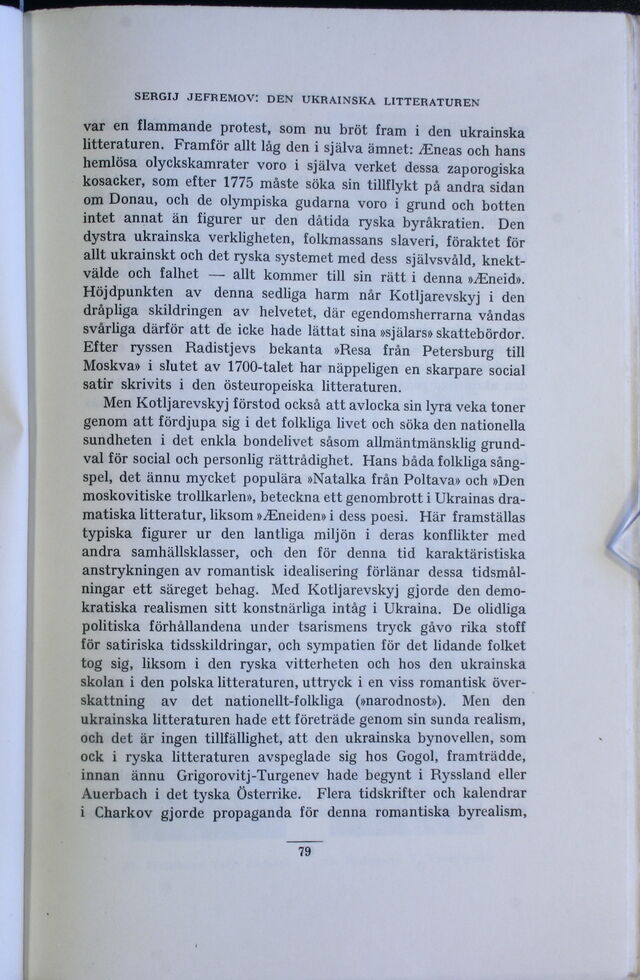 SERGIJ JEFREMOV: DEN UKRAINSKA LITTERATUREN
var en flammande protest, som nu bröt fram i den ukrainska
litteraturen. Framför allt låg den i själva ämnet: Æneas och hans
hemlösa olyckskamrater voro i själva verket dessa zaporogiska
kosacker, som efter 1775 måste söka sin tillflykt på andra sidan
om Donau, och de olympiska gudarna voro i grund och botten
intet annat än figurer ur den dåtida ryska byråkratien. Den
dystra ukrainska verkligheten, folkmassans slaveri, föraktet för
allt ukrainskt och det ryska systemet med dess självsvåld, knekt-
välde och falhet — allt kommer till sin rätt i denna »Æneid».
Höjdpunkten av denna sedliga harm når Kotljarevskyj i den
dråpliga skildringen av helvetet, där egendomsherrarna våndas
svårliga därför att de icke hade lättat sina »själars» skattebördor.
Efter ryssen Radistjevs bekanta »Resa från Petersburg till
Moskva» i slutet av 1700-talet har näppeligen en skarpare social
satir skrivits i den östeuropeiska litteraturen.
Men Kotljarevskyj förstod också att avlocka sin lyra veka toner
genom att fördjupa sig i det folkliga livet och söka den nationella
sundheten i det enkla bondelivet såsom allmäntmänsklig grund-
val för social och personlig rättrådighet. Hans båda folkliga sång-
spel, det ännu mycket populära »Natalka från Poltava» och »Den
moskovitiske trollkarlen», beteckna ett genombrott i Ukrainas dra-
matiska litteratur, liksom »Æneiden» i dess poesi. Här framställas
typiska figurer ur den lantliga miljön i deras konflikter med
andra samhällsklasser, och den för denna tid karaktäristiska
anstrykningen av romantisk idealisering förlänar dessa tidsmål-
ningar ett säreget behag. Med Kotljarevskyj gjorde den demo-
kratiska realismen sitt konstnärliga intåg i Ukraina. De olidliga
politiska förhållandena under tsarismens tryck gåvo rika stoff
för satiriska tidsskildringar, och sympatien för det lidande folket
tog sig, liksom i den ryska vitterheten och hos den ukrainska
skolan i den polska litteraturen, uttryck i en viss romantisk över-
skattning av det nationellt-folkliga (»narodnost»). Men den
ukrainska litteraturen hade ett företräde genom sin sunda realism,
och det är ingen tillfällighet, att den ukrainska bynovellen, som
ock i ryska litteraturen avspeglade sig hos Gogol, framträdde,
innan ännu Grigorovitj-Turgenev hade begynt i Ryssland eller
Auerbach i det tyska Österrike. Flera tidskrifter och kalendrar
i Charkov gjorde propaganda för denna romantiska byrealism,
79